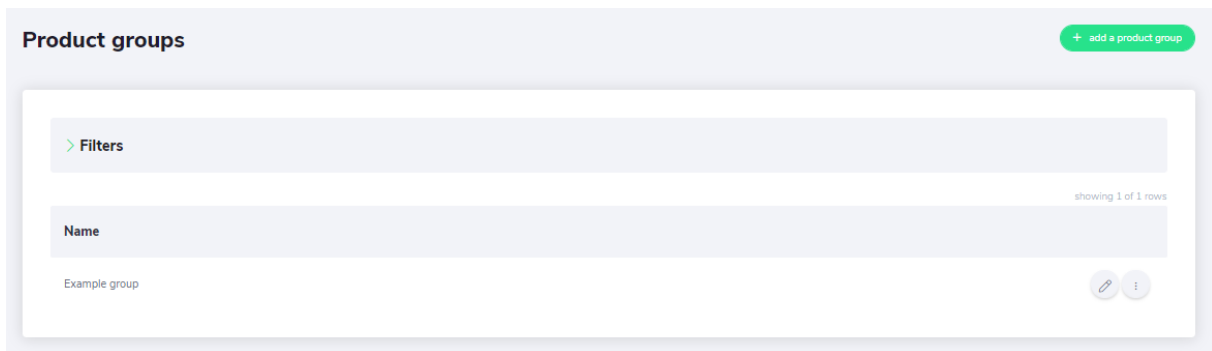 Product groups
+ add a product group
Filters
showing 1 of 1 rows
Name
Example group